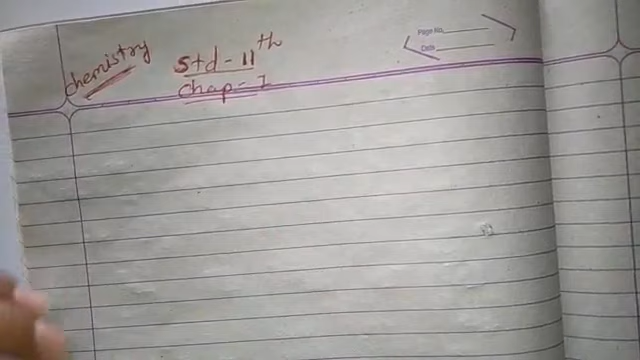 chemistry
Std - 11th
Chap - 1
Page No.
Date